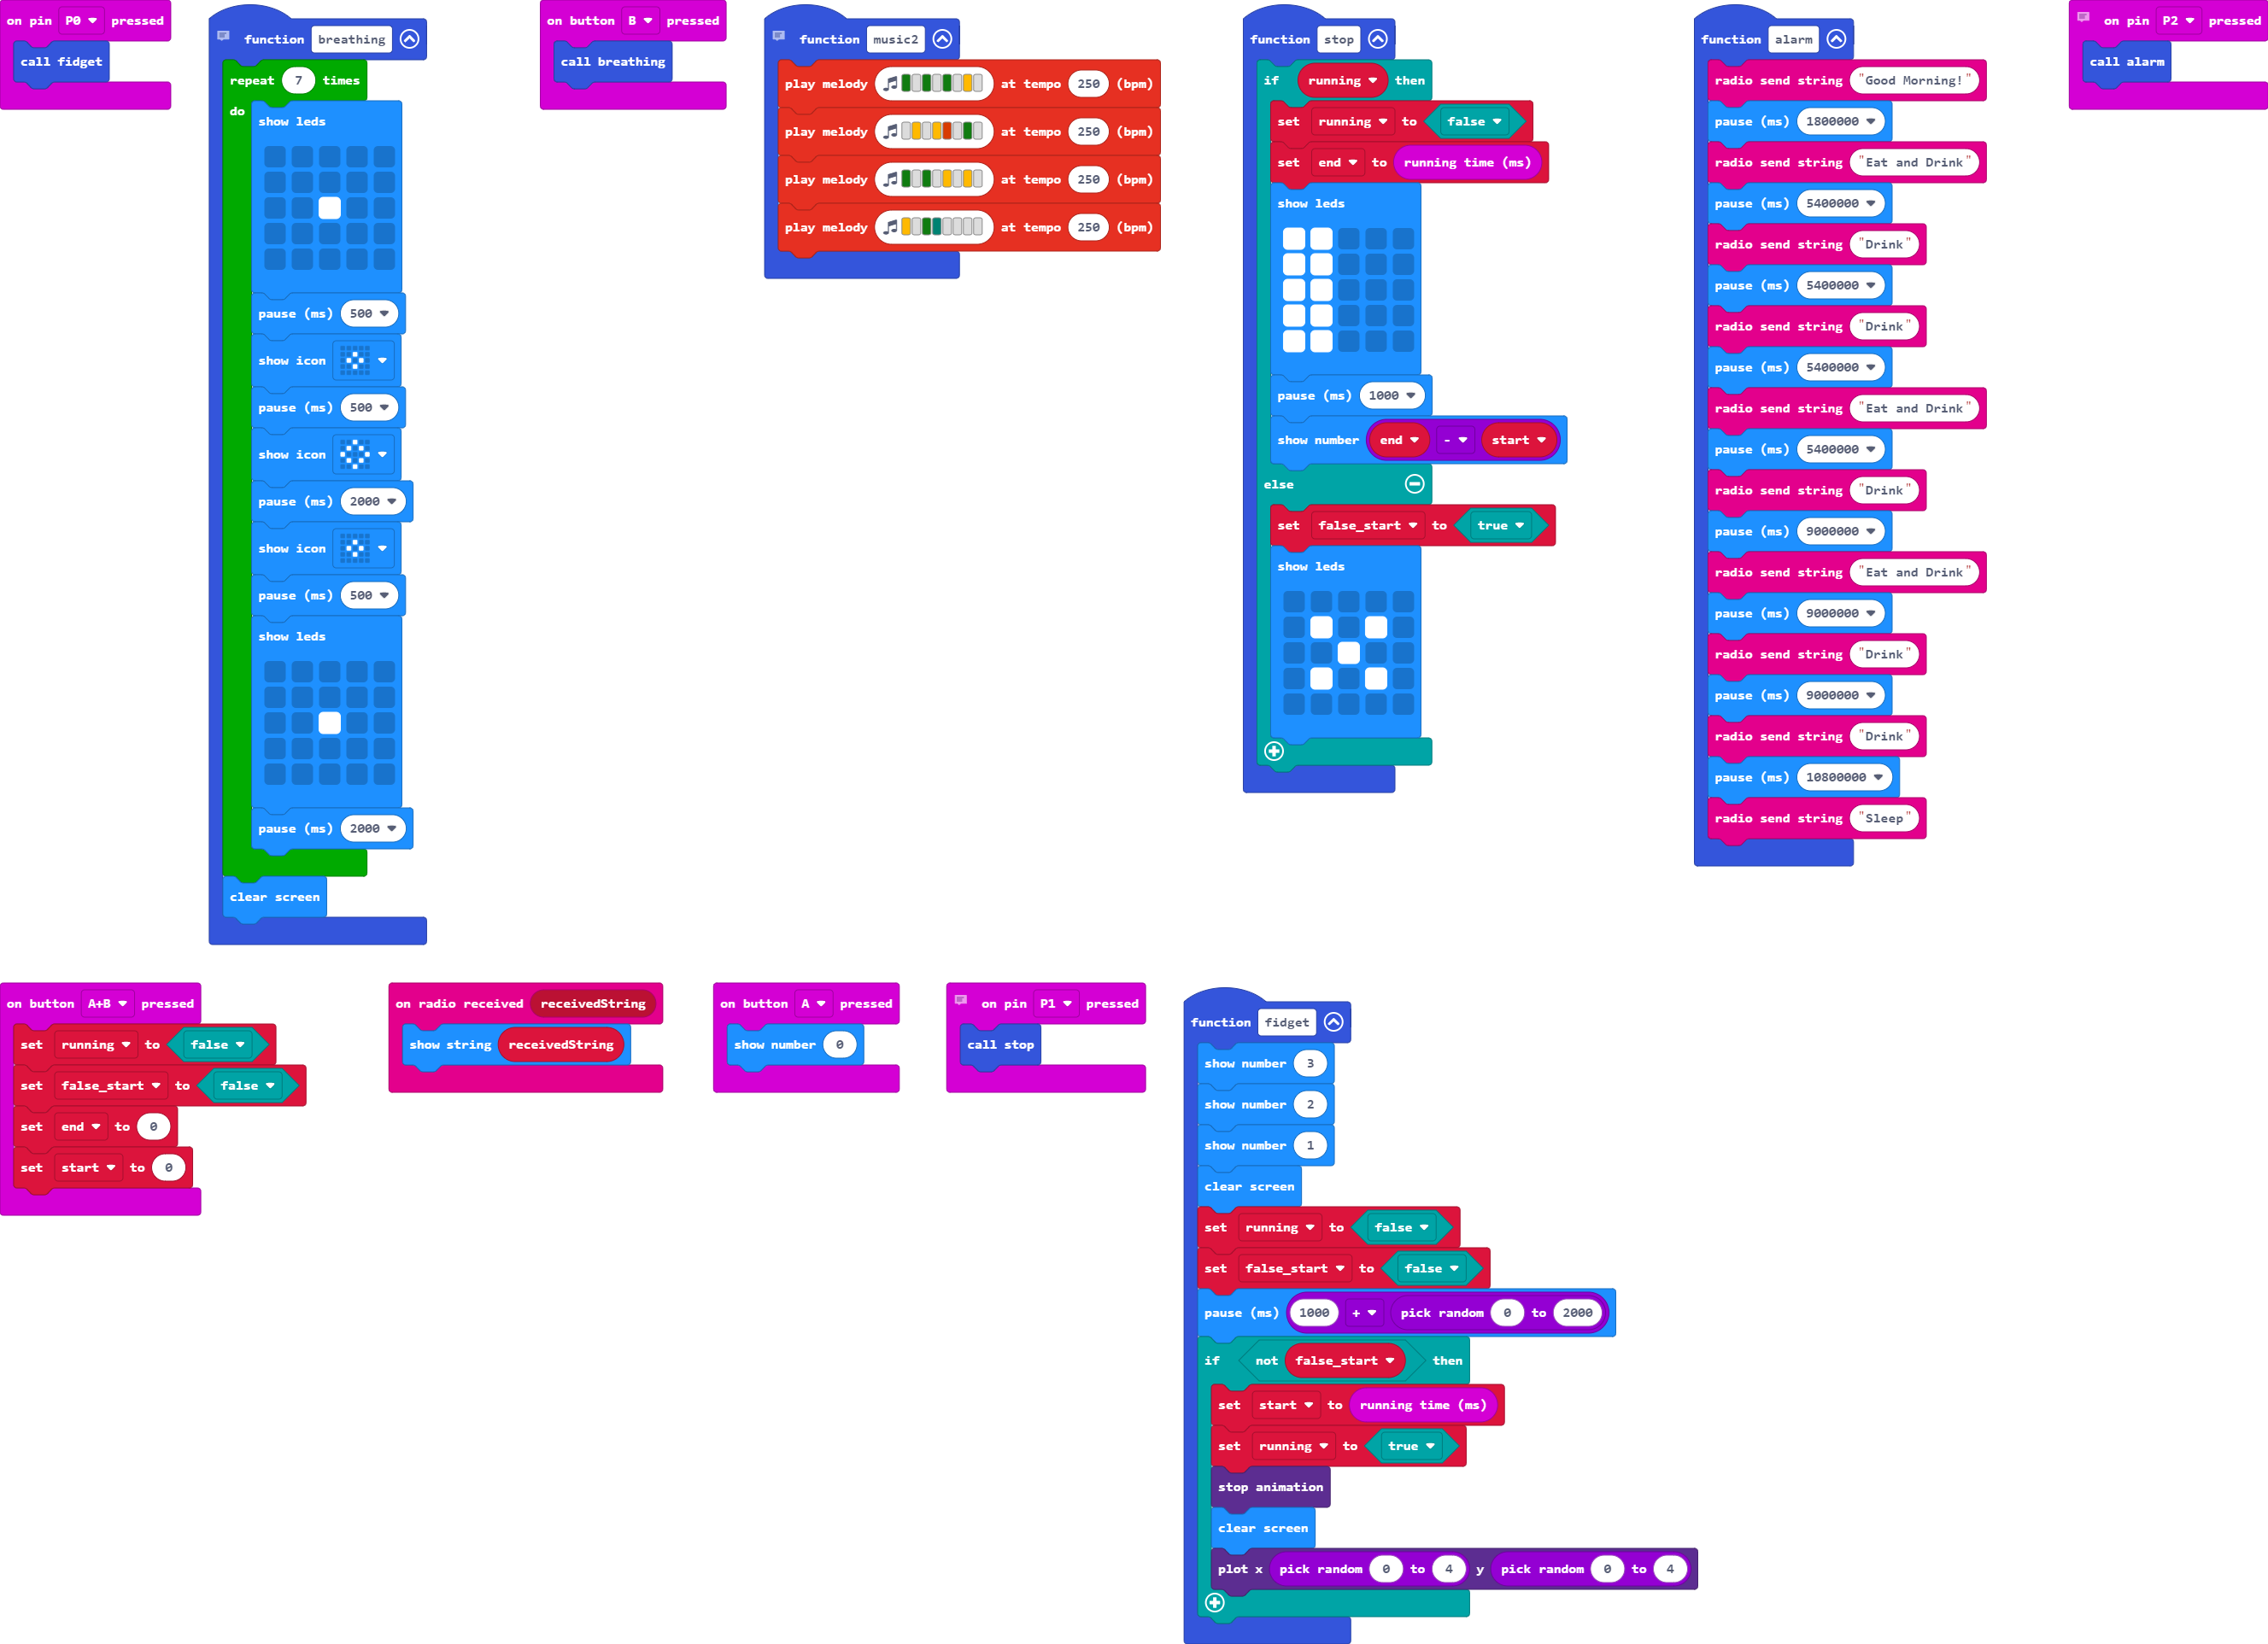 on pin P0 pressed
call fidget
function breathing
repeat 7 times
do
show leds
pause (ms) 500
show icon
pause (ms) 500
show icon
pause (ms) 2000
show icon
pause (ms) 500
show leds
pause (ms) 2000
clear screen
on button B pressed
call breathing
function music2
play melody at tempo 250 (bpm)
play melody at tempo 250 (bpm)
play melody at tempo 250 (bpm)
play melody at tempo 250 (bpm)
function stop
if running then
set running to false
set end to running time (ms)
show leds
pause (ms) 1000
show number end - start
else
set false_start to true
show leds
function alarm
radio send string "Good Morning!"
pause (ms) 1800000
radio send string "Eat and Drink"
pause (ms) 5400000
radio send string "Drink"
pause (ms) 5400000
radio send string "Drink"
pause (ms) 5400000
radio send string "Eat and Drink"
pause (ms) 5400000
radio send string "Drink"
pause (ms) 9000000
radio send string "Eat and Drink"
pause (ms) 9000000
radio send string "Drink"
pause (ms) 9000000
radio send string "Drink"
pause (ms) 10800000
radio send string "Sleep"
on pin P2 pressed
call alarm
on button A+B pressed
set running to false
set false_start to false
set end to 0
set start to 0
on radio received receivedString
show string receivedString
on button A pressed
show number 0
on pin P1 pressed
call stop
function fidget
show number 3
show number 2
show number 1
clear screen
set running to false
set false_start to false
pause (ms) 1000 + pick random 0 to 2000
if not false_start then
set start to running time (ms)
set running to true
stop animation
clear screen
plot x pick random 0 to 4 y pick random 0 to 4